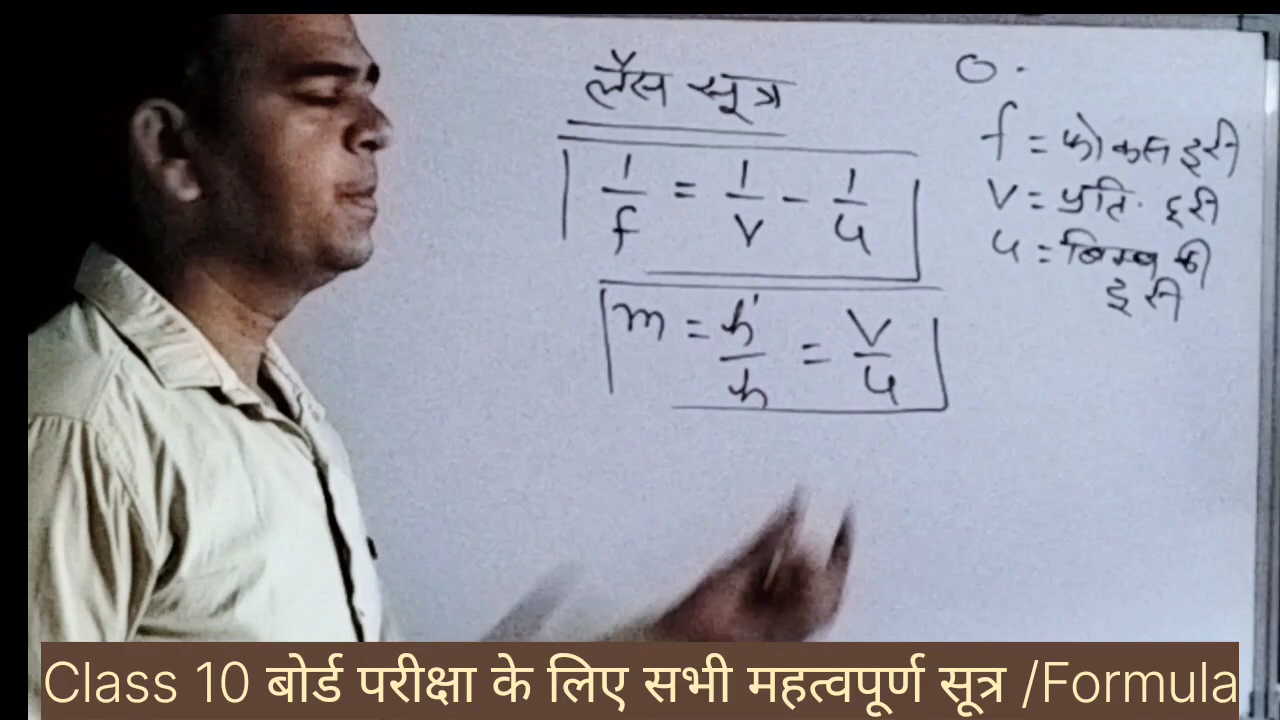 लैंस सूत्र
1/f = 1/v - 1/u
m = h'/h = v/u
f = फोकस दूरी
v = प्रति. दूरी
u = बिम्ब की
दूरी
Class 10 बोर्ड परीक्षा के लिए सभी महत्वपूर्ण सूत्र /Formula